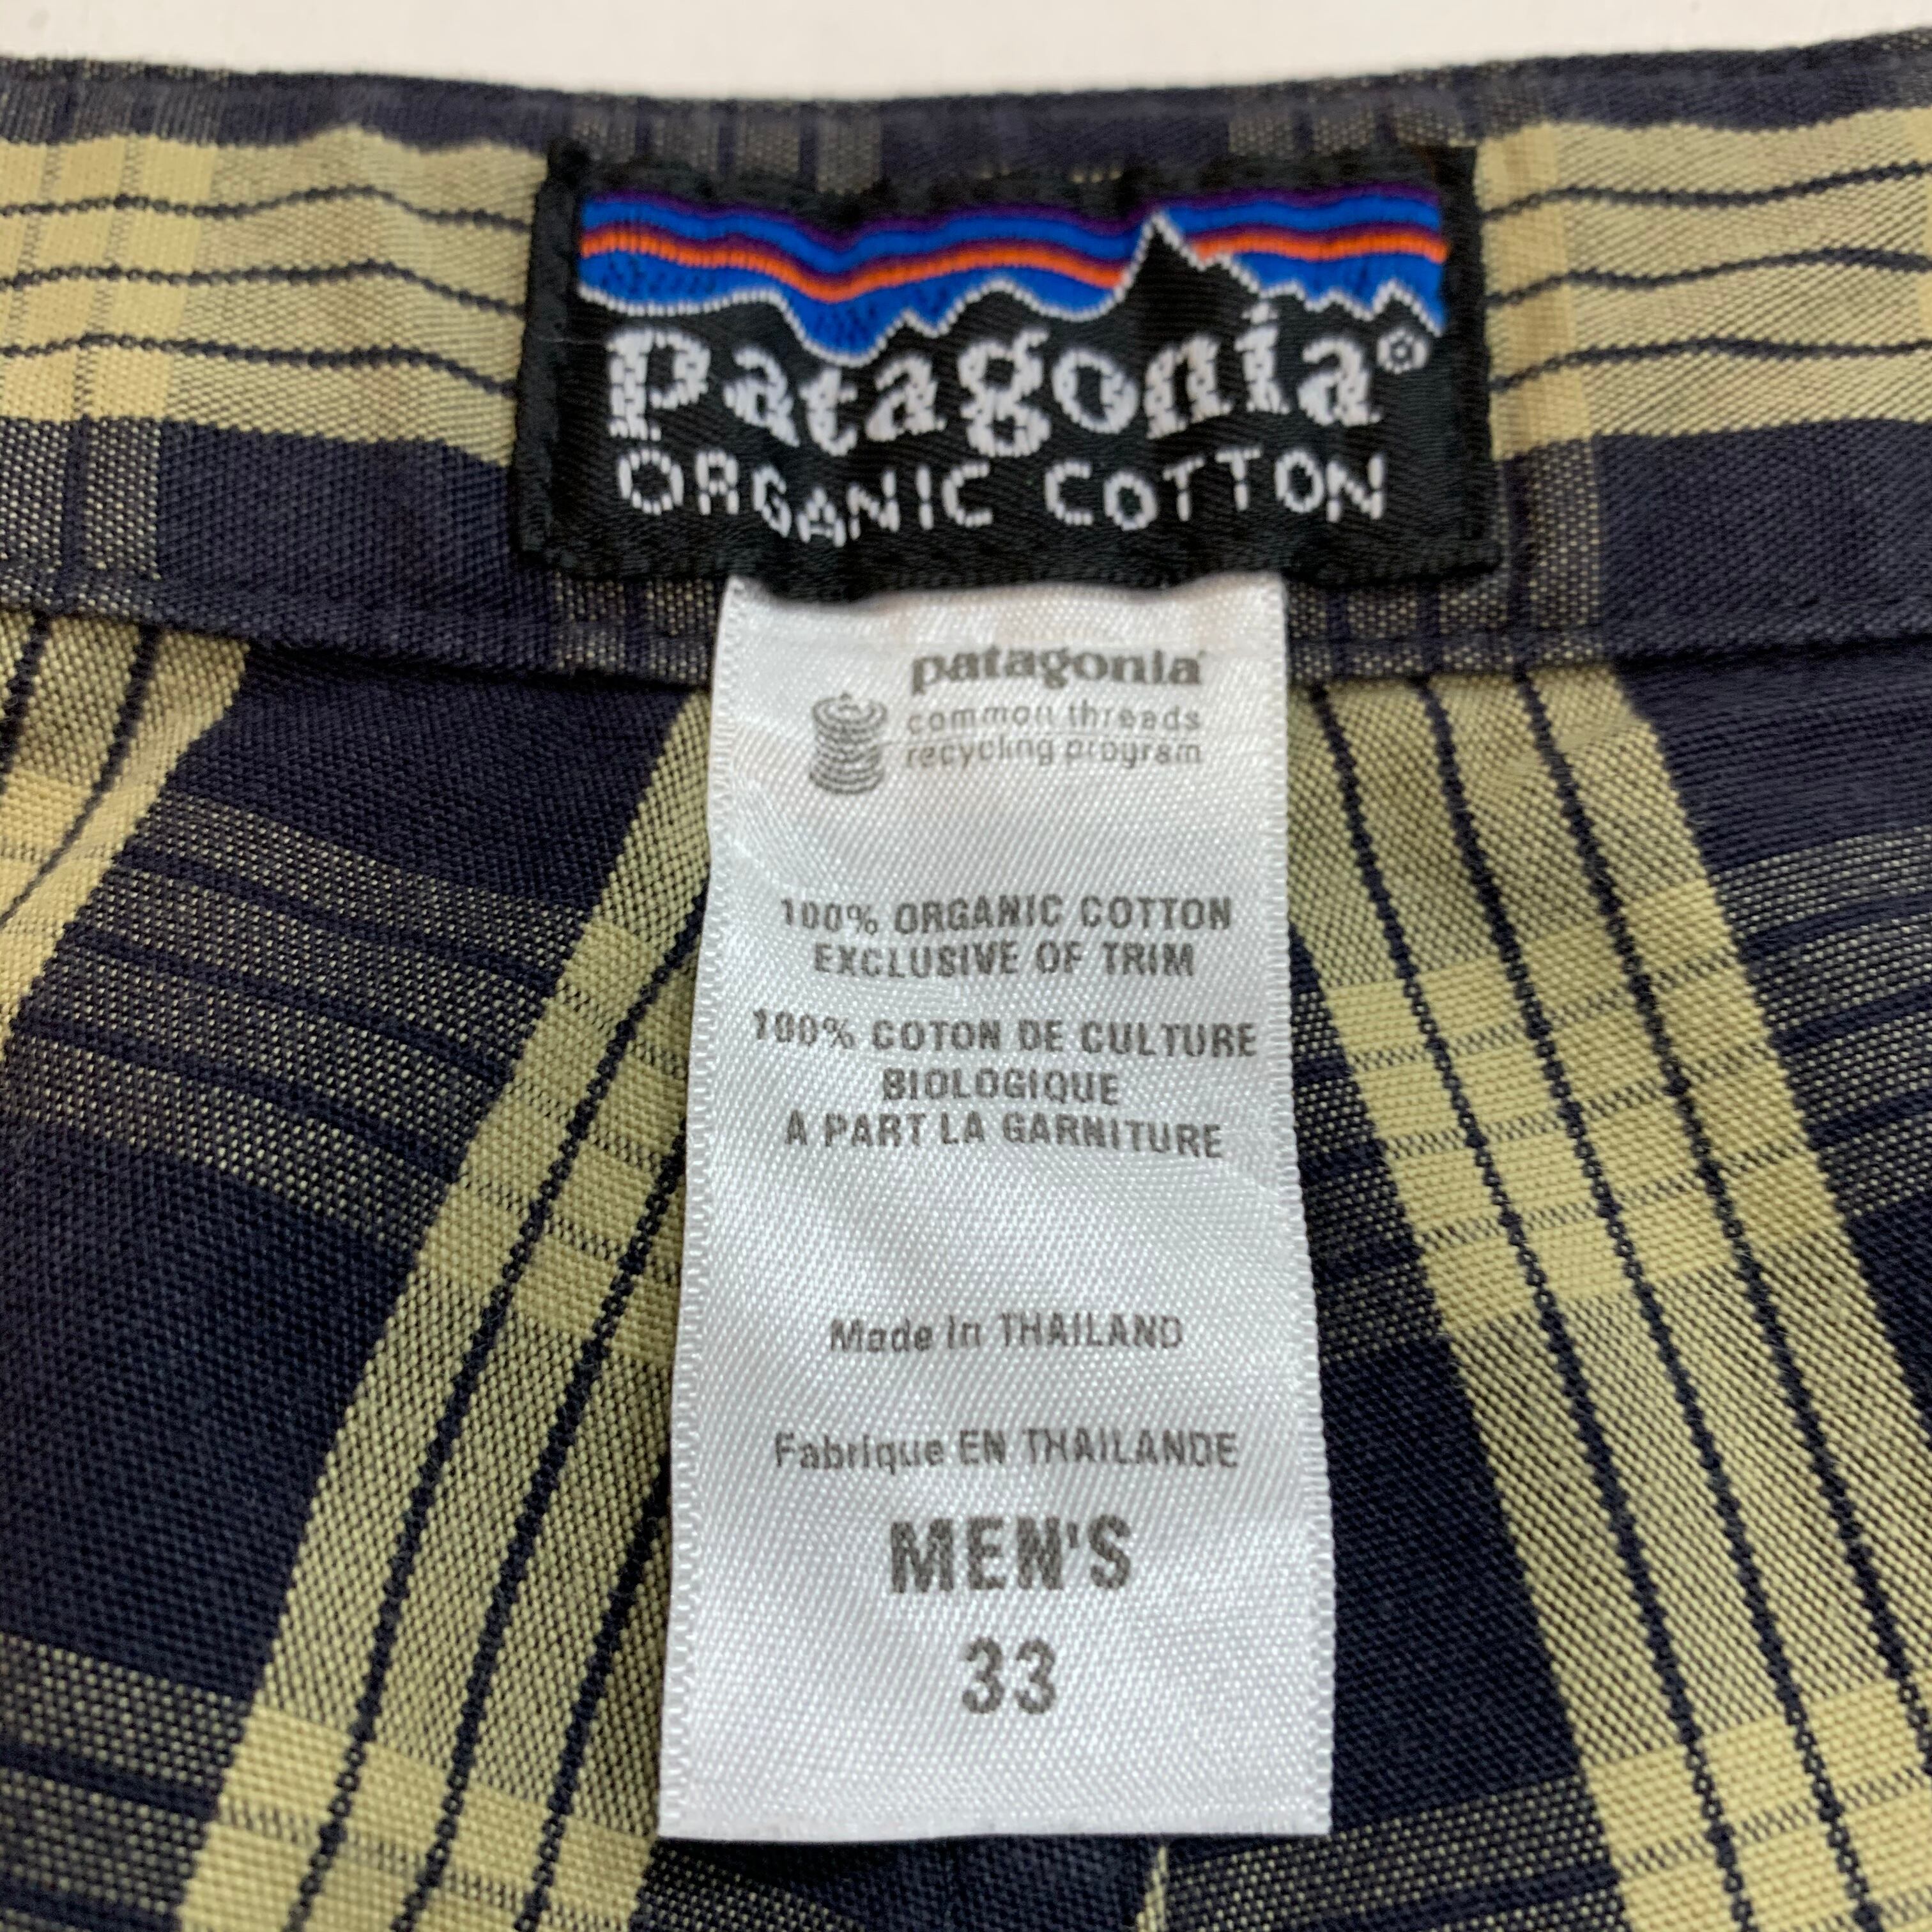 patagonia®
ORGANIC COTTON
patagonia®
common threads
recycling program
100% ORGANIC COTTON
EXCLUSIVE OF TRIM
100% COTON DE CULTURE
BIOLOGIQUE
A PART LA GARNITURE
Made in THAILAND
Fabrique EN THAILANDE
MEN'S
33